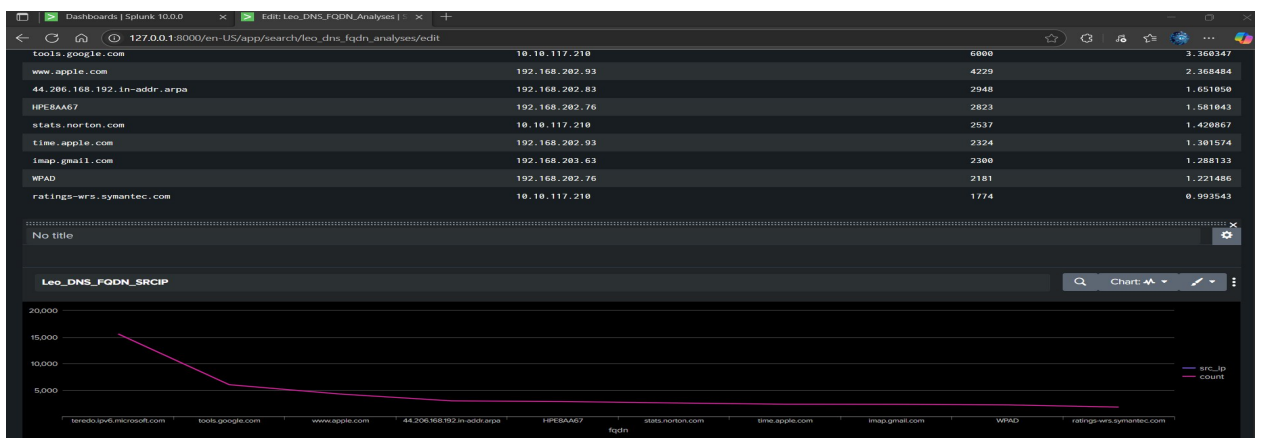 Dashboards | Splunk 10.0.0
Edit: Leo_DNS_FQDN_Analyses | S
127.0.0.1:8000/en-US/app/search/leo_dns_fqdn_analyses/edit
tools.google.com 10.10.117.210 6000 3.360347
www.apple.com 192.168.202.93 4229 2.368484
44.206.168.192.in-addr.arpa 192.168.202.83 2948 1.651050
HPE8AA67 192.168.202.76 2823 1.581043
stats.norton.com 10.10.117.210 2537 1.420867
time.apple.com 192.168.202.93 2324 1.301574
imap.gmail.com 192.168.203.63 2300 1.288133
WPAD 192.168.202.76 2181 1.221486
ratings-wrs.symantec.com 10.10.117.210 1774 0.993543
No title
Leo_DNS_FQDN_SRCIP
Chart:
20,000
15,000
10,000
5,000
src_ip
count
teredo.ipv6.microsoft.com tools.google.com www.apple.com 44.206.168.192.in-addr.arpa HPE8AA67 stats.norton.com time.apple.com imap.gmail.com WPAD ratings-wrs.symantec.com
fqdn